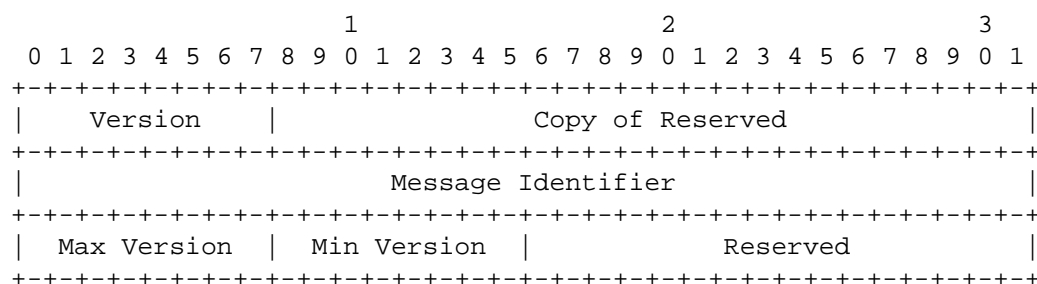 1                   2                   3
 0 1 2 3 4 5 6 7 8 9 0 1 2 3 4 5 6 7 8 9 0 1 2 3 4 5 6 7 8 9 0 1
+-+-+-+-+-+-+-+-+-+-+-+-+-+-+-+-+-+-+-+-+-+-+-+-+-+-+-+-+-+-+-+-+
|    Version    |                Copy of Reserved               |
+-+-+-+-+-+-+-+-+-+-+-+-+-+-+-+-+-+-+-+-+-+-+-+-+-+-+-+-+-+-+-+-+
|                       Message Identifier                      |
+-+-+-+-+-+-+-+-+-+-+-+-+-+-+-+-+-+-+-+-+-+-+-+-+-+-+-+-+-+-+-+-+
|  Max Version  |  Min Version  |            Reserved           |
+-+-+-+-+-+-+-+-+-+-+-+-+-+-+-+-+-+-+-+-+-+-+-+-+-+-+-+-+-+-+-+-+